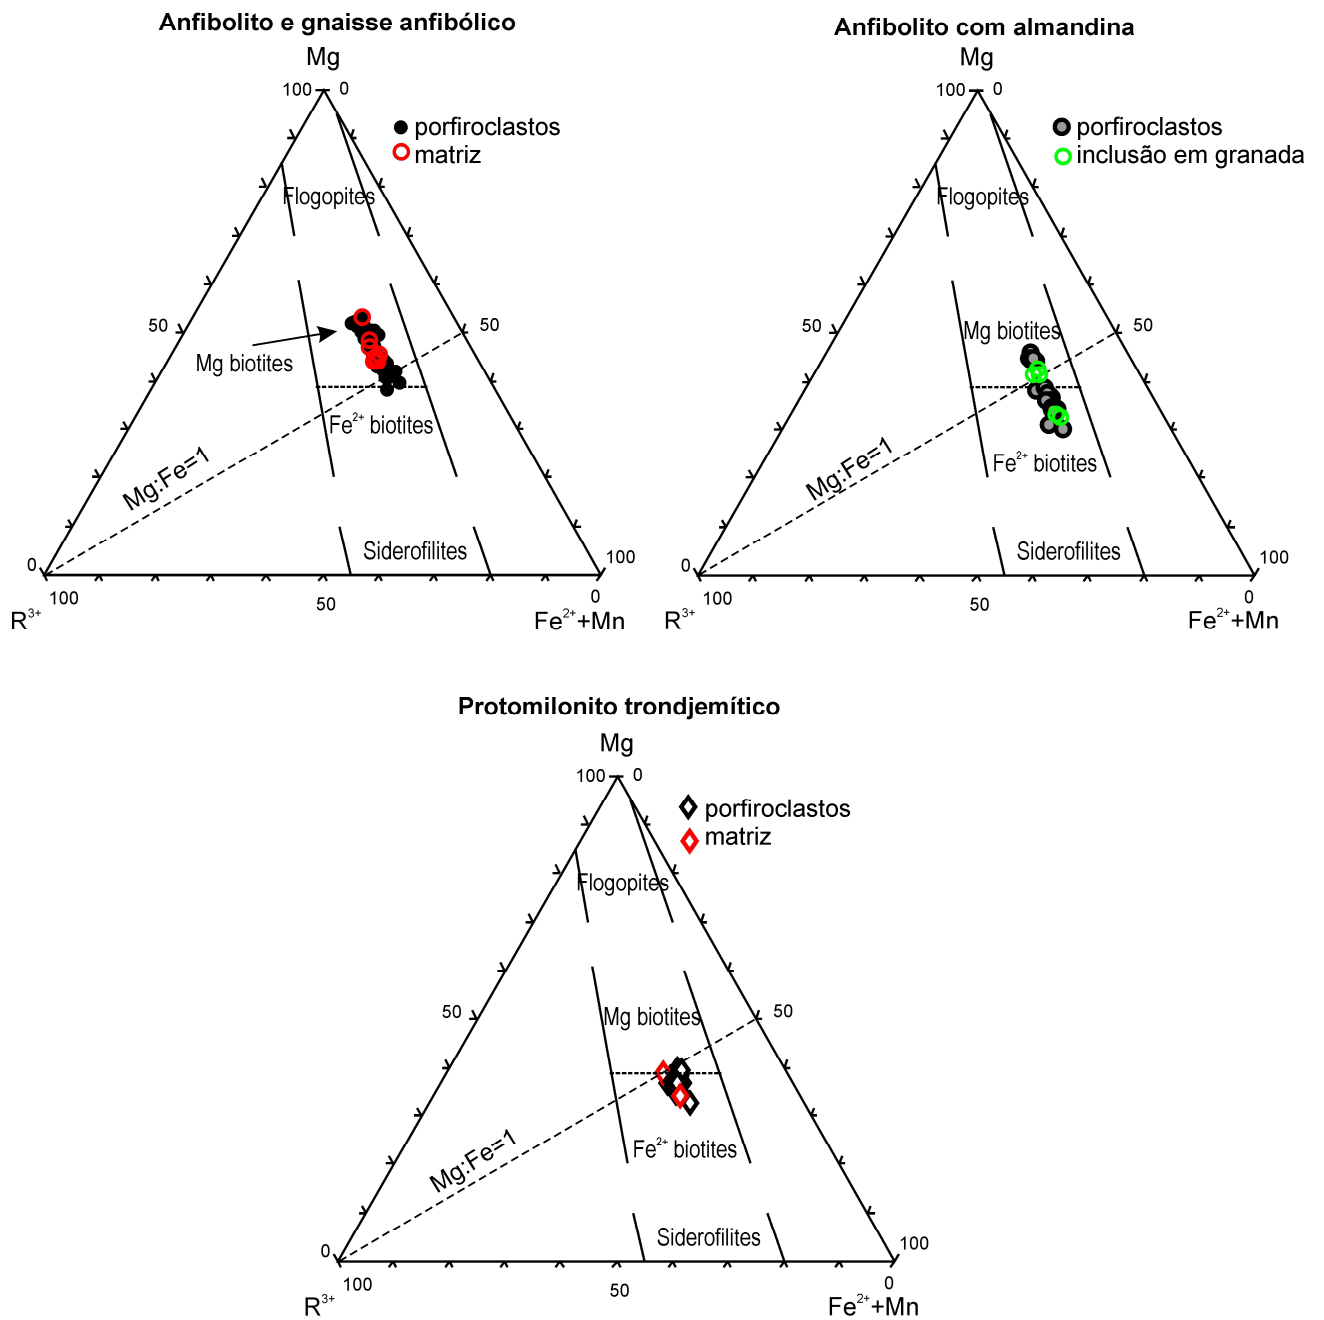 Anfibolito e gnaisse anfibólico
Mg
100 0
porfiroclastos
matriz
Flogopites
50
50
Mg biotites
Fe²⁺ biotites
Mg:Fe=1
Siderofilites
0
100
100
50
0
R³⁺
Fe²⁺+Mn
Anfibolito com almandina
Mg
100 0
porfiroclastos
inclusão em granada
Flogopites
50
50
Mg biotites
Fe²⁺ biotites
Mg:Fe=1
Siderofilites
0
100
100
50
0
R³⁺
Fe²⁺+Mn
Protomilonito trondjemítico
Mg
100 0
porfiroclastos
matriz
Flogopites
50
50
Mg biotites
Fe²⁺ biotites
Mg:Fe=1
Siderofilites
0
100
100
50
0
R³⁺
Fe²⁺+Mn